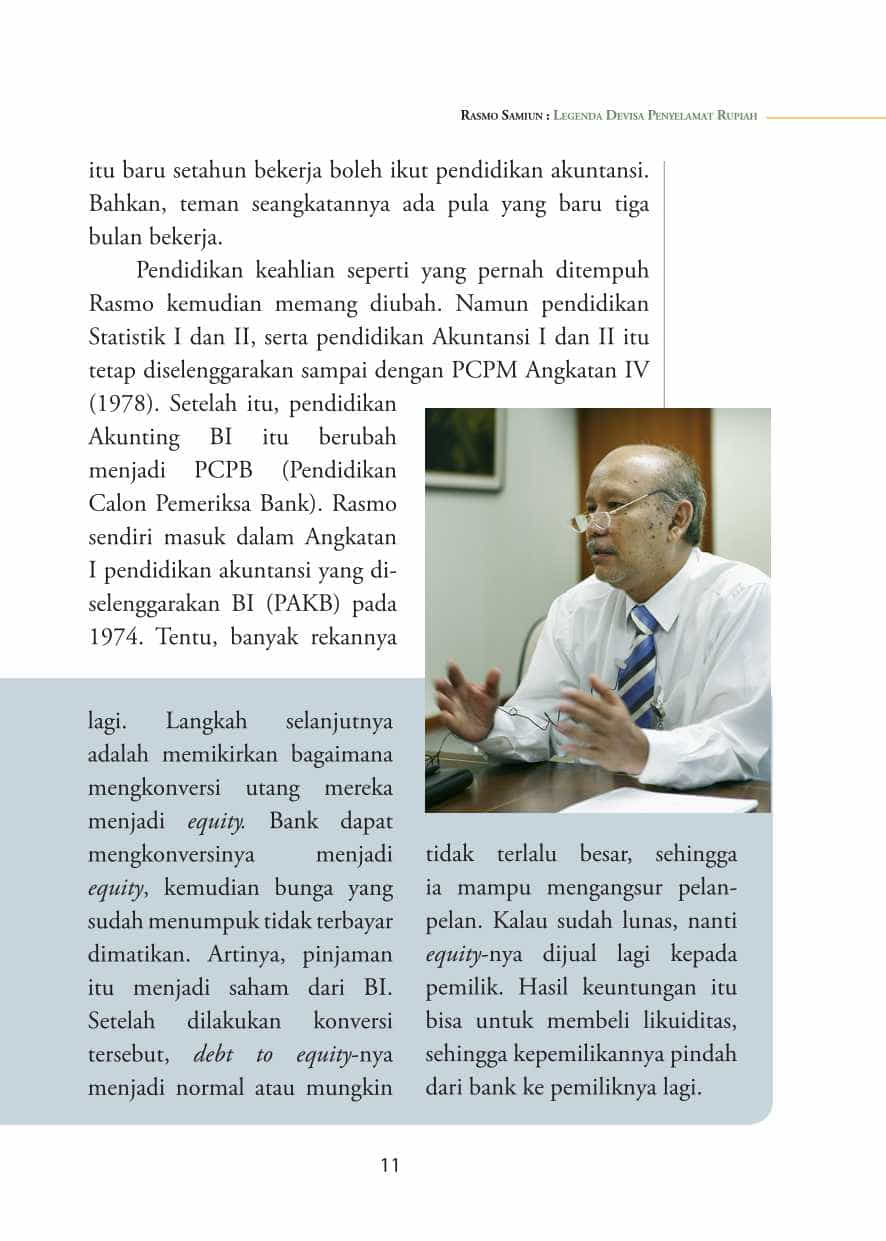 Rasmo Samiun : Legenda Devisa Penyelamat Rupiah
itu baru setahun bekerja boleh ikut pendidikan akuntansi.
Bahkan, teman seangkatannya ada pula yang baru tiga
bulan bekerja.
Pendidikan keahlian seperti yang pernah ditempuh
Rasmo kemudian memang diubah. Namun pendidikan
Statistik I dan II, serta pendidikan Akuntansi I dan II itu
tetap diselenggarakan sampai dengan PCPM Angkatan IV
(1978). Setelah itu, pendidikan
Akunting BI itu berubah
menjadi PCPB (Pendidikan
Calon Pemeriksa Bank). Rasmo
sendiri masuk dalam Angkatan
I pendidikan akuntansi yang di-
selenggarakan BI (PAKB) pada
1974. Tentu, banyak rekannya
lagi. Langkah selanjutnya
adalah memikirkan bagaimana
mengkonversi utang mereka
menjadi equity. Bank dapat
mengkonversinya menjadi
equity, kemudian bunga yang
sudah menumpuk tidak terbayar
dimatikan. Artinya, pinjaman
itu menjadi saham dari BI.
Setelah dilakukan konversi
tersebut, debt to equity-nya
menjadi normal atau mungkin
tidak terlalu besar, sehingga
ia mampu mengangsur pelan-
pelan. Kalau sudah lunas, nanti
equity-nya dijual lagi kepada
pemilik. Hasil keuntungan itu
bisa untuk membeli likuiditas,
sehingga kepemilikannya pindah
dari bank ke pemiliknya lagi.
11